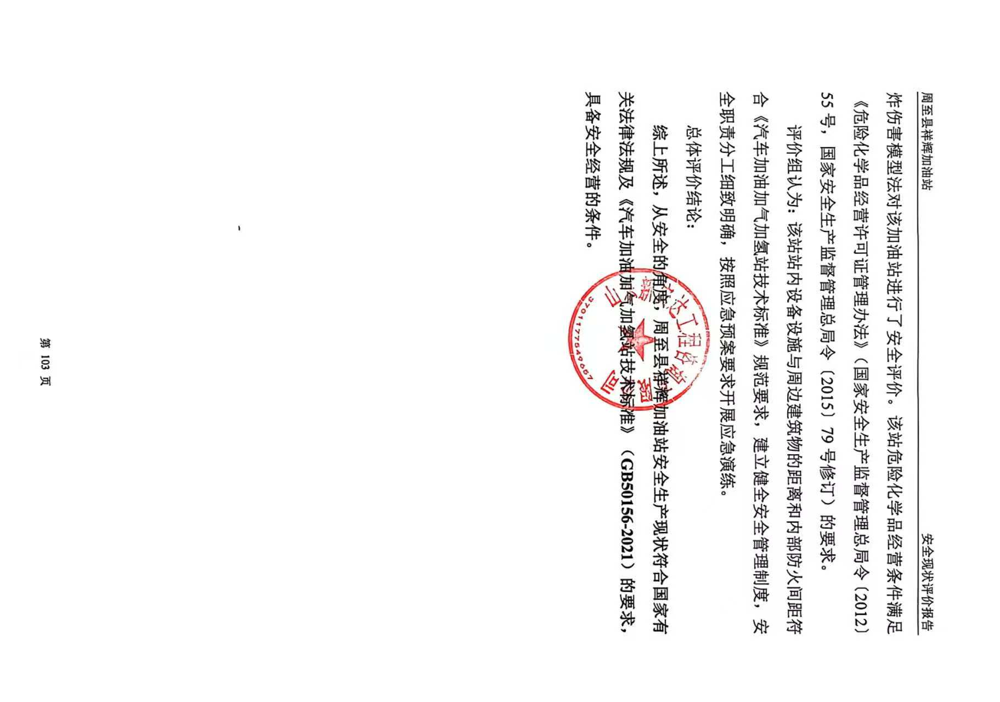 周至县祥辉加油站 安全现状评价报告
炸伤害模型法对该加油站进行了安全评价。该站危险化学品经营条件满足
《危险化学品经营许可证管理办法》（国家安全生产监督管理总局令〔2012〕
55 号，国家安全生产监督管理总局令〔2015〕79 号修订）的要求。
评价组认为：该站站内设备设施与周边建筑物的距离和内部防火间距符
合《汽车加油加气加氢站技术标准》规范要求，建立健全安全管理制度，安
全职责分工细致明确，按照应急预案要求开展应急演练。
总体评价结论：
综上所述，从安全的角度，周至县祥辉加油站安全生产现状符合国家有
关法律法规及《汽车加油加气加氢站技术标准》（GB50156-2021）的要求，
具备安全经营的条件。
3701177549667
第 103 页